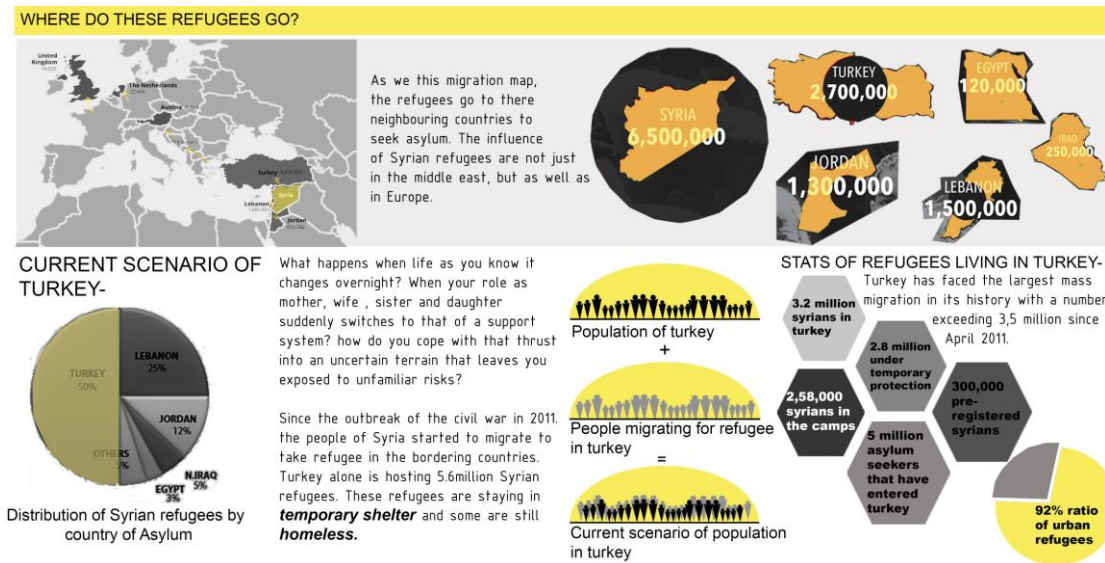 WHERE DO THESE REFUGEES GO?
United
Kingdom
The Netherlands
Austria
Turkey
Syria
Lebanon
Jordan
As we this migration map,
the refugees go to there
neighbouring countries to
seek asylum. The influence
of Syrian refugees are not just
in the middle east, but as well as
in Europe.
SYRIA
6,500,000
TURKEY
2,700,000
EGYPT
120,000
IRAQ
250,000
JORDAN
1,300,000
LEBANON
1,500,000
CURRENT SCENARIO OF
TURKEY-
TURKEY
50%
LEBANON
25%
JORDAN
12%
N.IRAQ
5%
EGYPT
3%
OTHERS
5%
Distribution of Syrian refugees by
country of Asylum
What happens when life as you know it
changes overnight? When your role as
mother, wife , sister and daughter
suddenly switches to that of a support
system? how do you cope with that thrust
into an uncertain terrain that leaves you
exposed to unfamiliar risks?
Since the outbreak of the civil war in 2011.
the people of Syria started to migrate to
take refuge in the bordering countries.
Turkey alone is hosting 5.6million Syrian
refugees. These refugees are staying in
temporary shelter and some are still
homeless.
Population of turkey
+
People migrating for refugee
in turkey
=
Current scenario of population
in turkey
STATS OF REFUGEES LIVING IN TURKEY-
Turkey has faced the largest mass
migration in its history with a number
exceeding 3,5 million since
April 2011.
3.2 million
syrians in
turkey
2.8 million
under
temporary
protection
2,58,000
syrians in
the camps
300,000
pre-
registered
syrians
5 million
asylum
seekers
that have
entered
turkey
92% ratio
of urban
refugees